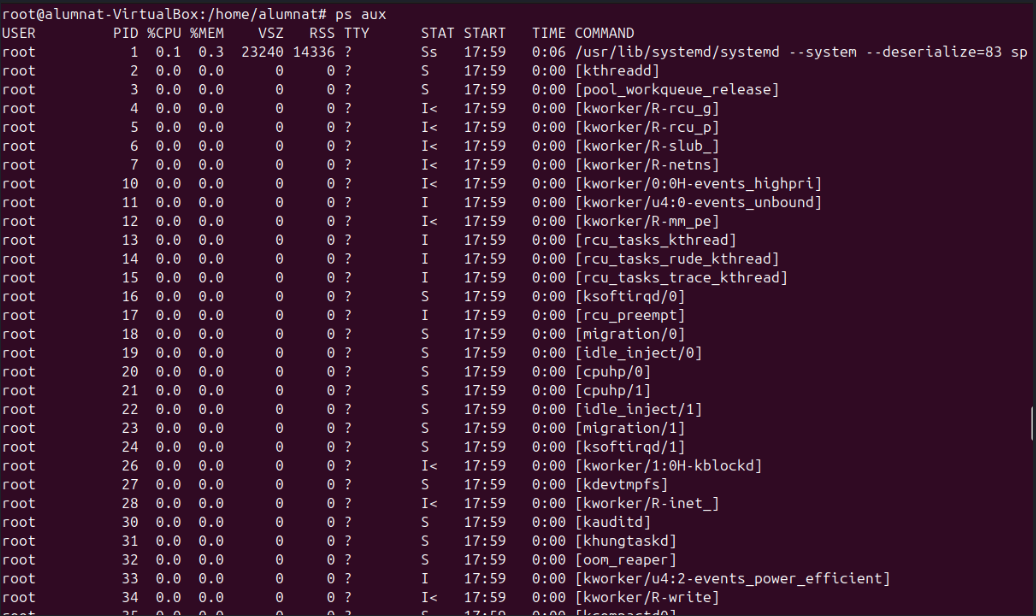 root@alumnat-VirtualBox:/home/alumnat# ps aux
USER PID %CPU %MEM VSZ RSS TTY STAT START TIME COMMAND
root 1 0.1 0.3 23240 14336 ? Ss 17:59 0:06 /usr/lib/systemd/systemd --system --deserialize=83 sp
root 2 0.0 0.0 0 0 ? S 17:59 0:00 [kthreadd]
root 3 0.0 0.0 0 0 ? S 17:59 0:00 [pool_workqueue_release]
root 4 0.0 0.0 0 0 ? I< 17:59 0:00 [kworker/R-rcu_g]
root 5 0.0 0.0 0 0 ? I< 17:59 0:00 [kworker/R-rcu_p]
root 6 0.0 0.0 0 0 ? I< 17:59 0:00 [kworker/R-slub_]
root 7 0.0 0.0 0 0 ? I< 17:59 0:00 [kworker/R-netns]
root 10 0.0 0.0 0 0 ? I< 17:59 0:00 [kworker/0:0H-events_highpri]
root 11 0.0 0.0 0 0 ? I 17:59 0:00 [kworker/u4:0-events_unbound]
root 12 0.0 0.0 0 0 ? I< 17:59 0:00 [kworker/R-mm_pe]
root 13 0.0 0.0 0 0 ? I 17:59 0:00 [rcu_tasks_kthread]
root 14 0.0 0.0 0 0 ? I 17:59 0:00 [rcu_tasks_rude_kthread]
root 15 0.0 0.0 0 0 ? I 17:59 0:00 [rcu_tasks_trace_kthread]
root 16 0.0 0.0 0 0 ? S 17:59 0:00 [ksoftirqd/0]
root 17 0.0 0.0 0 0 ? I 17:59 0:00 [rcu_preempt]
root 18 0.0 0.0 0 0 ? S 17:59 0:00 [migration/0]
root 19 0.0 0.0 0 0 ? S 17:59 0:00 [idle_inject/0]
root 20 0.0 0.0 0 0 ? S 17:59 0:00 [cpuhp/0]
root 21 0.0 0.0 0 0 ? S 17:59 0:00 [cpuhp/1]
root 22 0.0 0.0 0 0 ? S 17:59 0:00 [idle_inject/1]
root 23 0.0 0.0 0 0 ? S 17:59 0:00 [migration/1]
root 24 0.0 0.0 0 0 ? S 17:59 0:00 [ksoftirqd/1]
root 26 0.0 0.0 0 0 ? I< 17:59 0:00 [kworker/1:0H-kblockd]
root 27 0.0 0.0 0 0 ? S 17:59 0:00 [kdevtmpfs]
root 28 0.0 0.0 0 0 ? I< 17:59 0:00 [kworker/R-inet_]
root 30 0.0 0.0 0 0 ? S 17:59 0:00 [kauditd]
root 31 0.0 0.0 0 0 ? S 17:59 0:00 [khungtaskd]
root 32 0.0 0.0 0 0 ? S 17:59 0:00 [oom_reaper]
root 33 0.0 0.0 0 0 ? I 17:59 0:00 [kworker/u4:2-events_power_efficient]
root 34 0.0 0.0 0 0 ? I< 17:59 0:00 [kworker/R-write]
root 35 0.0 0.0 0 0 ? S 17:59 0:00 [kcompactd0]